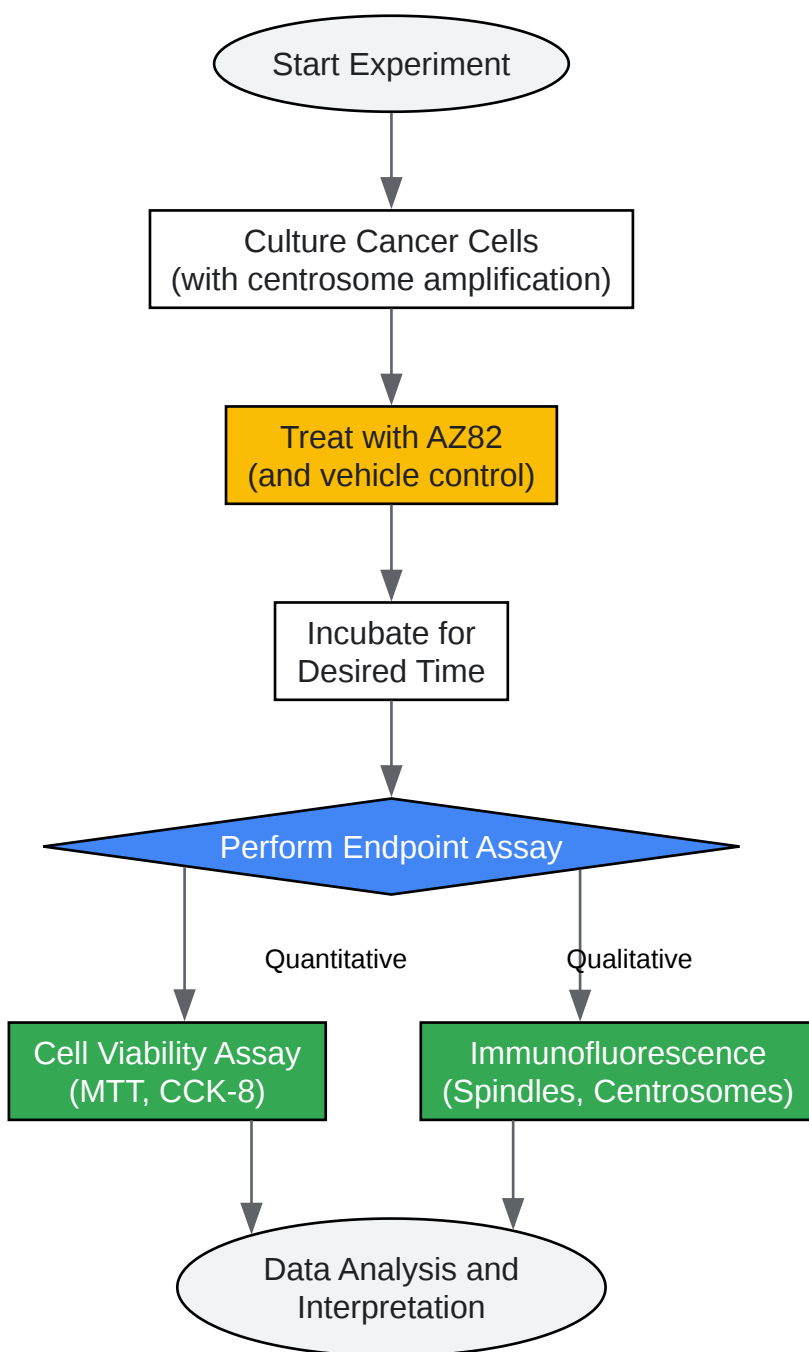 Start Experiment
Culture Cancer Cells
(with centrosome amplification)
Treat with AZ82
(and vehicle control)
Incubate for
Desired Time
Perform Endpoint Assay
Quantitative
Qualitative
Cell Viability Assay
(MTT, CCK-8)
Immunofluorescence
(Spindles, Centrosomes)
Data Analysis and
Interpretation